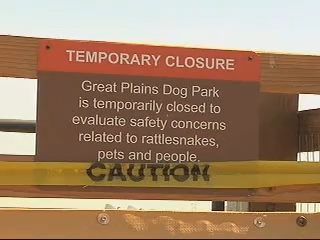 TEMPORARY CLOSURE
Great Plains Dog Park
is temporarily closed to
evaluate safety concerns
related to rattlesnakes,
pets and people.
CAUTION